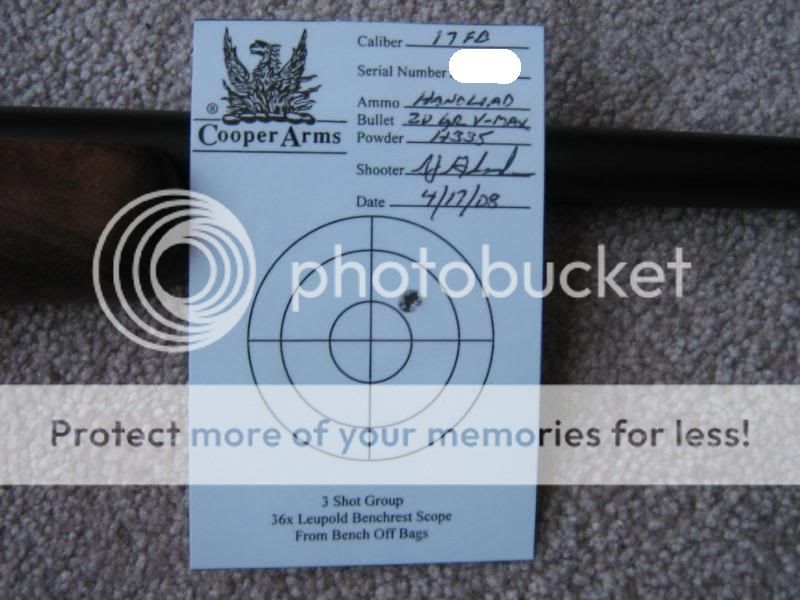 Caliber 17 FB
Serial Number
®
Cooper Arms
Ammo HANDLOAD
Bullet 20 GR V-MAX
Powder H335
Shooter
Date 4/17/08
photobucket
Protect more of your memories for less!
3 Shot Group
36x Leupold Benchrest Scope
From Bench Off Bags